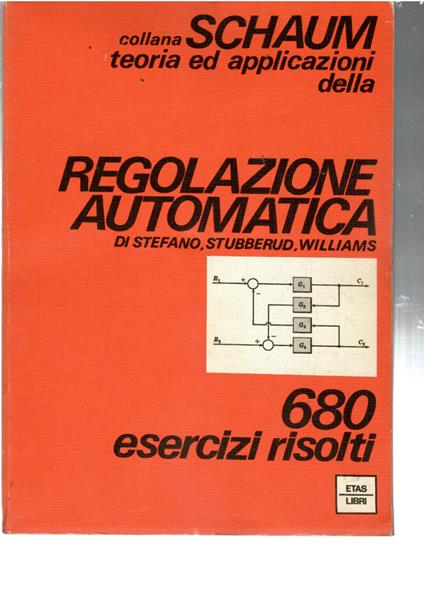 collana SCHAUM
teoria ed applicazioni
della
REGOLAZIONE
AUTOMATICA
DI STEFANO, STUBBERUD, WILLIAMS
R₁ + G₁ C₁
−
G₂
G₃
−
R₂ + G₄ C₂
680
esercizi risolti
ETAS
LIBRI